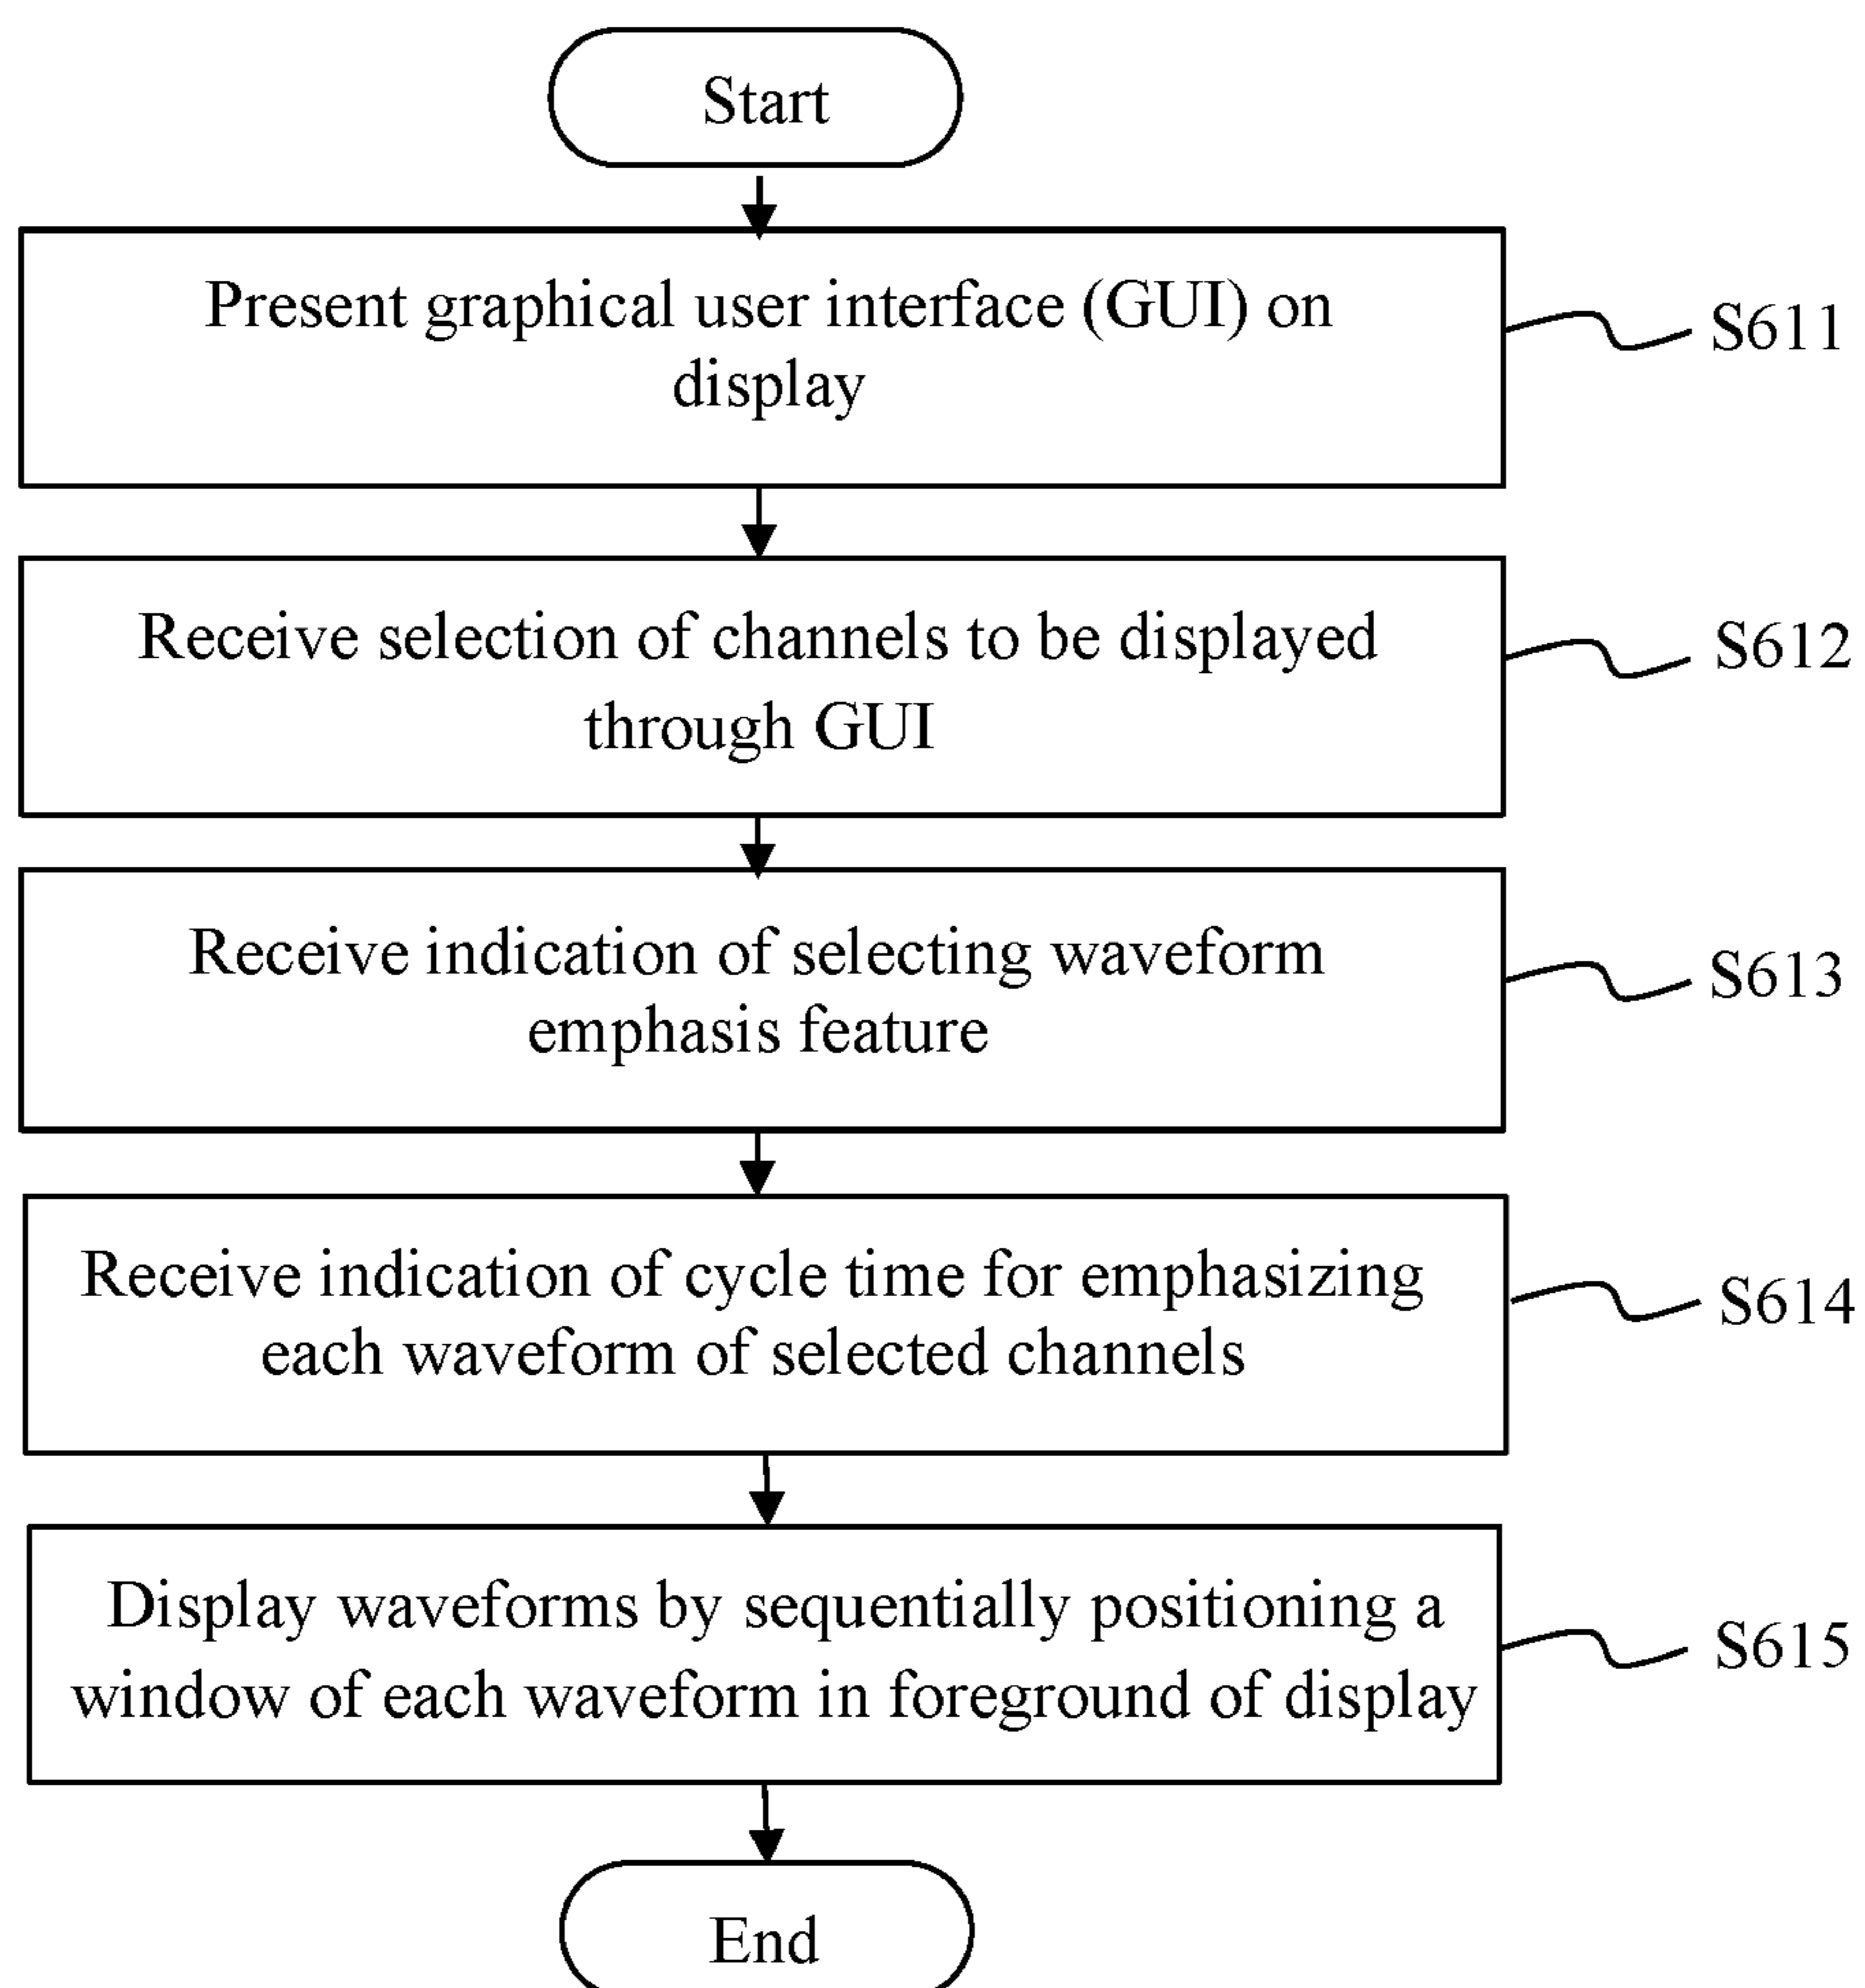 Start
Present graphical user interface (GUI) on
display
S611
Receive selection of channels to be displayed
through GUI
S612
Receive indication of selecting waveform
emphasis feature
S613
Receive indication of cycle time for emphasizing
each waveform of selected channels
S614
Display waveforms by sequentially positioning a
window of each waveform in foreground of display
S615
End